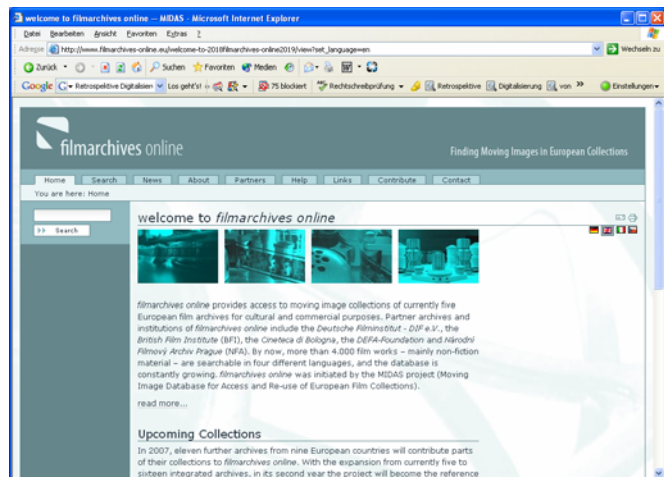 welcome to filmarchives online — MIDAS - Microsoft Internet Explorer
Datei Bearbeiten Ansicht Favoriten Extras ?
Adresse http://www.filmarchives-online.eu/welcome-to-2018filmarchives-online2019/view?set_language=en Wechseln zu
Zurück Suchen Favoriten Medien
Google Retrospektive Digitalisier Los geht's! 75 blockiert Rechtschreibprüfung Retrospektive Digitalisierung von » Einstellungen
filmarchives online
Finding Moving Images in European Collections
Home Search News About Partners Help Links Contribute Contact
You are here: Home
>> Search
welcome to filmarchives online
filmarchives online provides access to moving image collections of currently five
European film archives for cultural and commercial purposes. Partner archives and
institutions of filmarchives online include the Deutsche Filminstitut - DIF e.V., the
British Film Institute (BFI), the Cineteca di Bologna, the DEFA-Foundation and Národní
Filmový Archiv Prague (NFA). By now, more than 4.000 film works – mainly non-fiction
material – are searchable in four different languages, and the database is
constantly growing. filmarchives online was initiated by the MIDAS project (Moving
Image Database for Access and Re-use of European Film Collections).
read more...
Upcoming Collections
In 2007, eleven further archives from nine European countries will contribute parts
of their collections to filmarchives online. With the expansion from currently five to
sixteen integrated archives, in its second year the project will become the reference